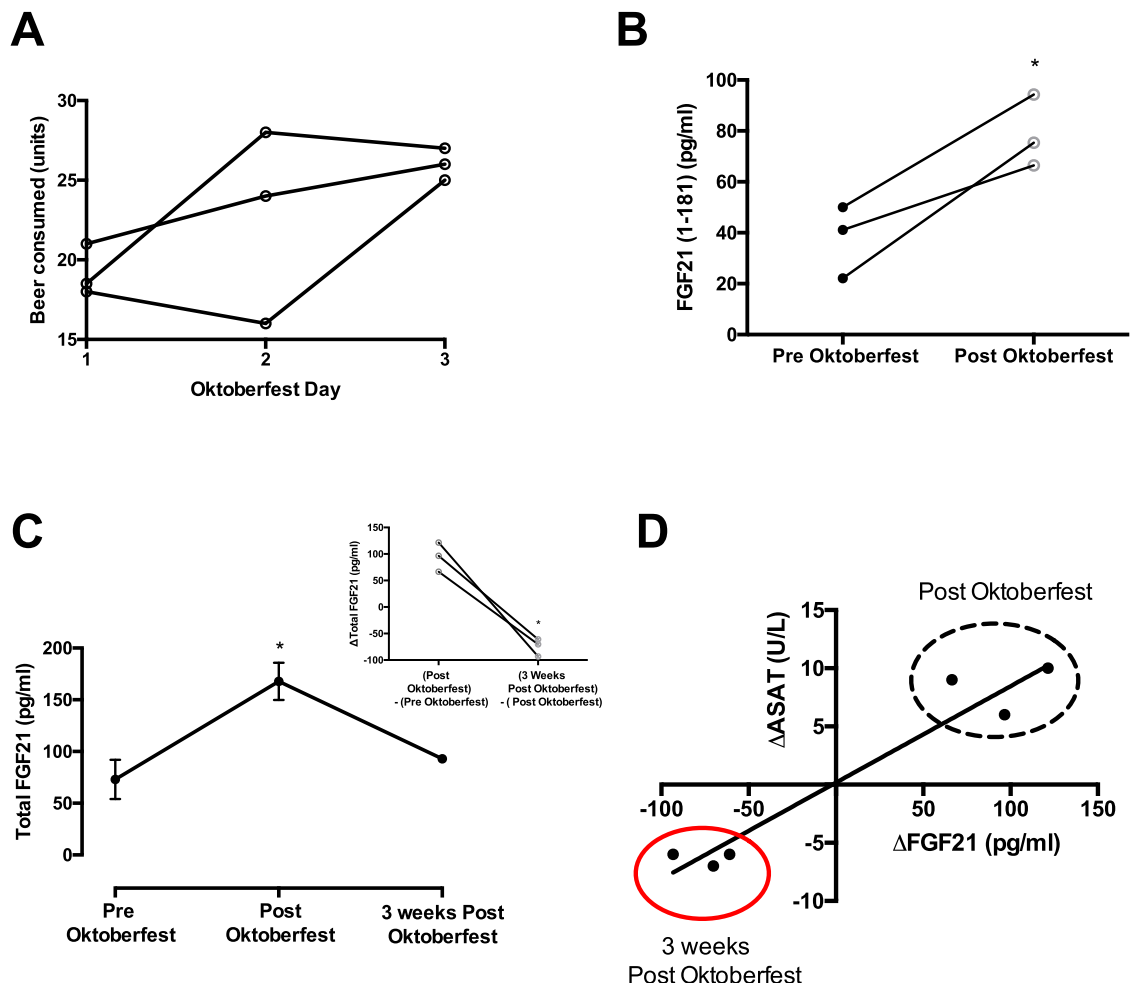 A
Beer consumed (units)
30
25
20
15
1 2 3
Oktoberfest Day
B
*
FGF21 (1-181) (pg/ml)
100
80
60
40
20
0
Pre Oktoberfest Post Oktoberfest
C
*
Total FGF21 (pg/ml)
200
150
100
50
0
Pre
Oktoberfest
Post
Oktoberfest
3 weeks Post
Oktoberfest
ΔTotal FGF21 (pg/ml)
150
100
50
0
-50
-100
*
(Post
Oktoberfest)
- (Pre Oktoberfest)
(3 Weeks
Post Oktoberfest)
- ( Post Oktoberfest)
D
Post Oktoberfest
ΔASAT (U/L)
15
10
5
-5
-10
-100 -50 50 100 150
ΔFGF21 (pg/ml)
3 weeks
Post Oktoberfest